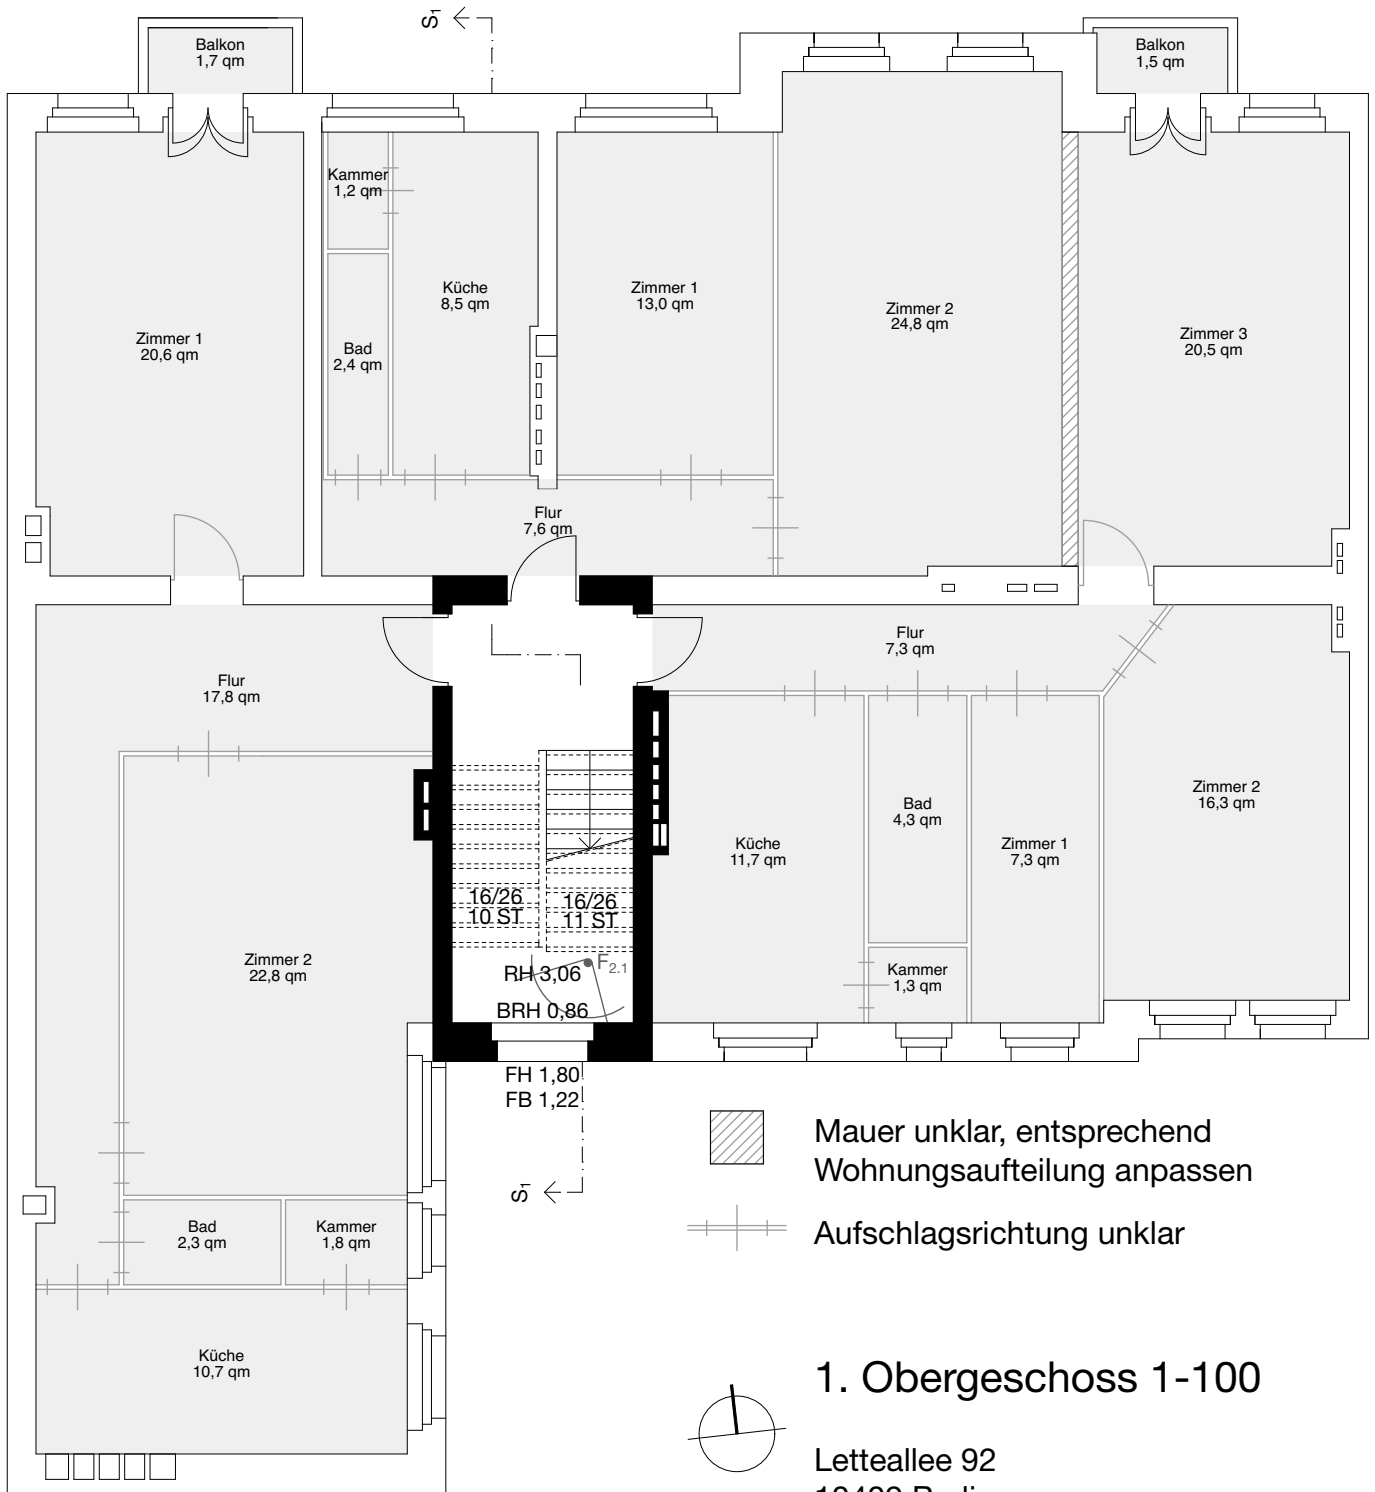 S1
Balkon
1,7 qm
Balkon
1,5 qm
Kammer
1,2 qm
Küche
8,5 qm
Zimmer 1
13,0 qm
Zimmer 2
24,8 qm
Zimmer 1
20,6 qm
Bad
2,4 qm
Zimmer 3
20,5 qm
Flur
7,6 qm
Flur
7,3 qm
Flur
17,8 qm
Zimmer 2
16,3 qm
Bad
4,3 qm
Küche
11,7 qm
Zimmer 1
7,3 qm
16/26
10 ST
16/26
11 ST
Zimmer 2
22,8 qm
RH 3,06
F2.1
Kammer
1,3 qm
BRH 0,86
FH 1,80
FB 1,22
S1
Mauer unklar, entsprechend
Wohnungsaufteilung anpassen
Bad
2,3 qm
Kammer
1,8 qm
Aufschlagsrichtung unklar
Küche
10,7 qm
1. Obergeschoss 1-100
Letteallee 92